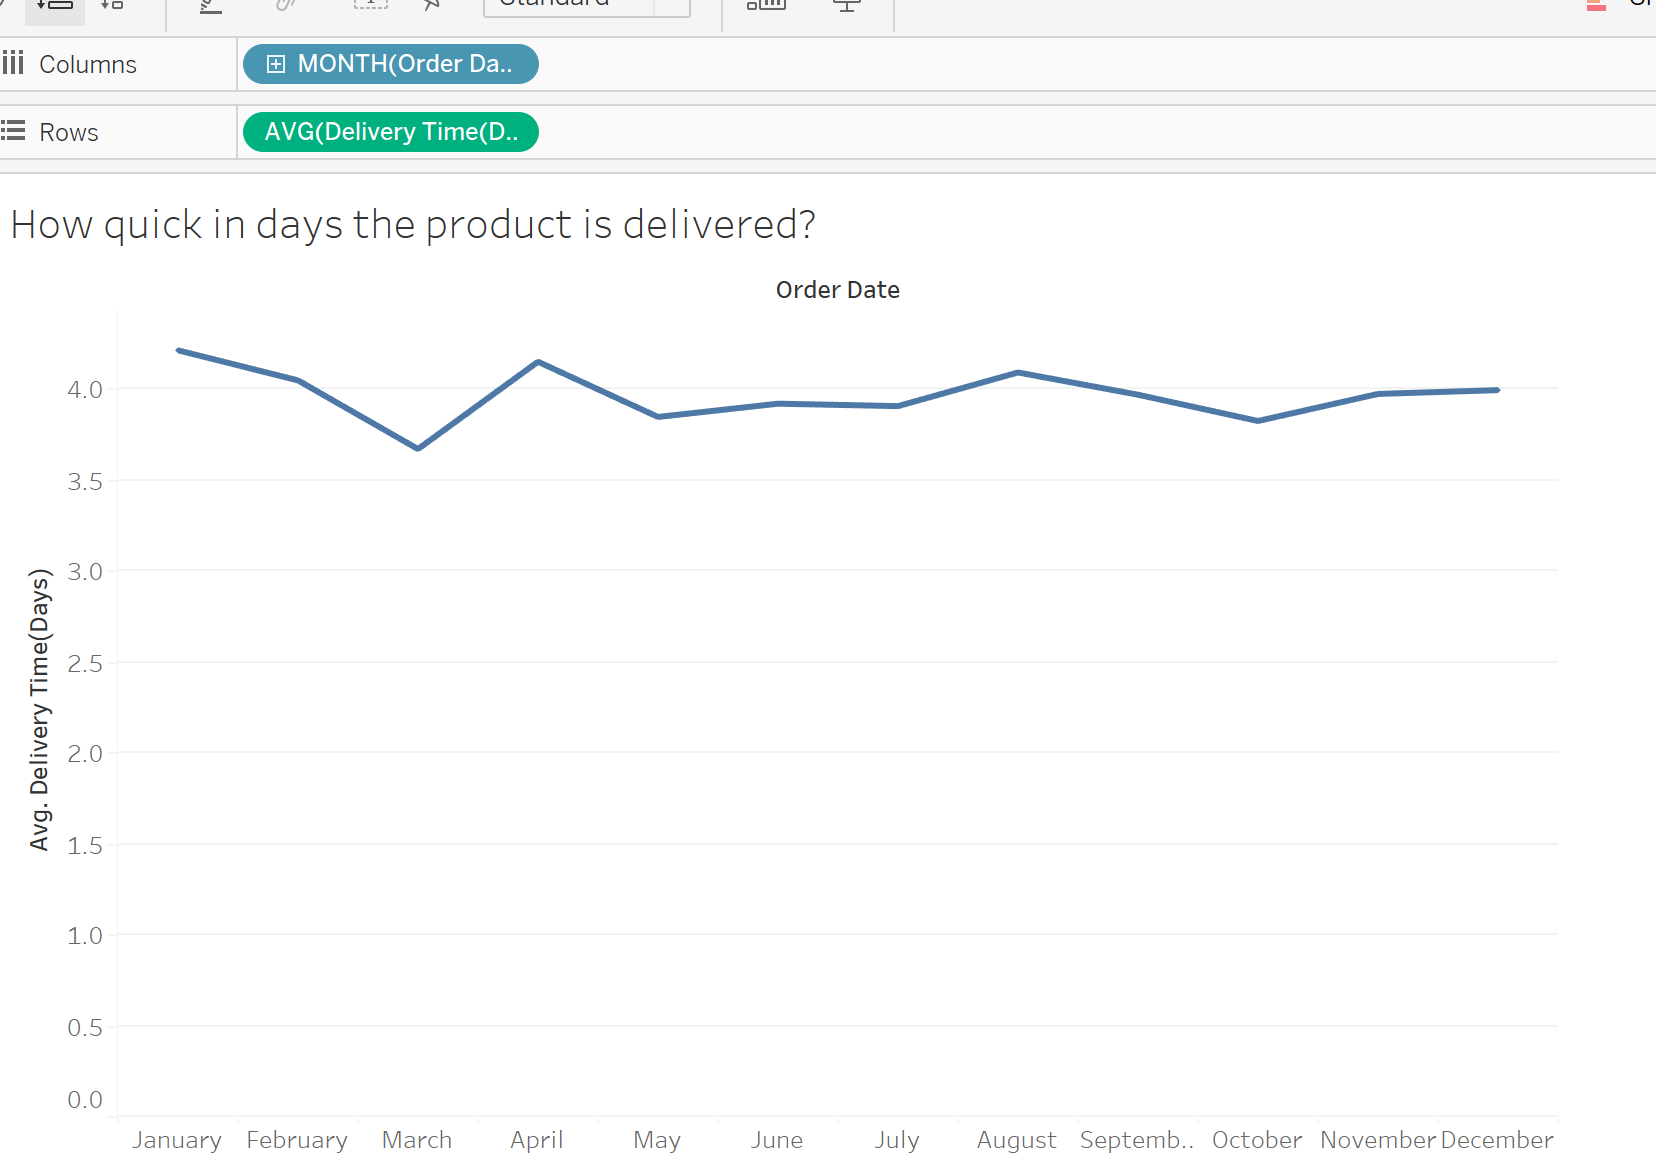 Standard
Columns
MONTH(Order Da..
Rows
AVG(Delivery Time(D..
How quick in days the product is delivered?
Order Date
4.0
3.5
3.0
2.5
2.0
1.5
1.0
0.5
0.0
Avg. Delivery Time(Days)
January February March April May June July August Septemb.. October November December